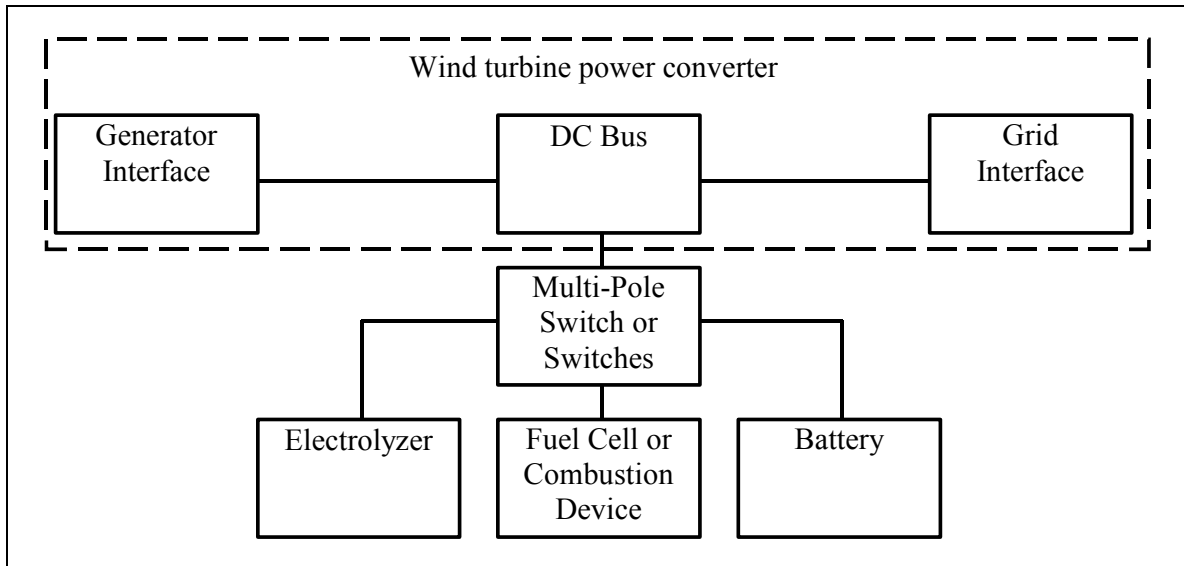 Wind turbine power converter
Generator
Interface
DC Bus
Grid
Interface
Multi-Pole
Switch or
Switches
Electrolyzer
Fuel Cell or
Combustion
Device
Battery